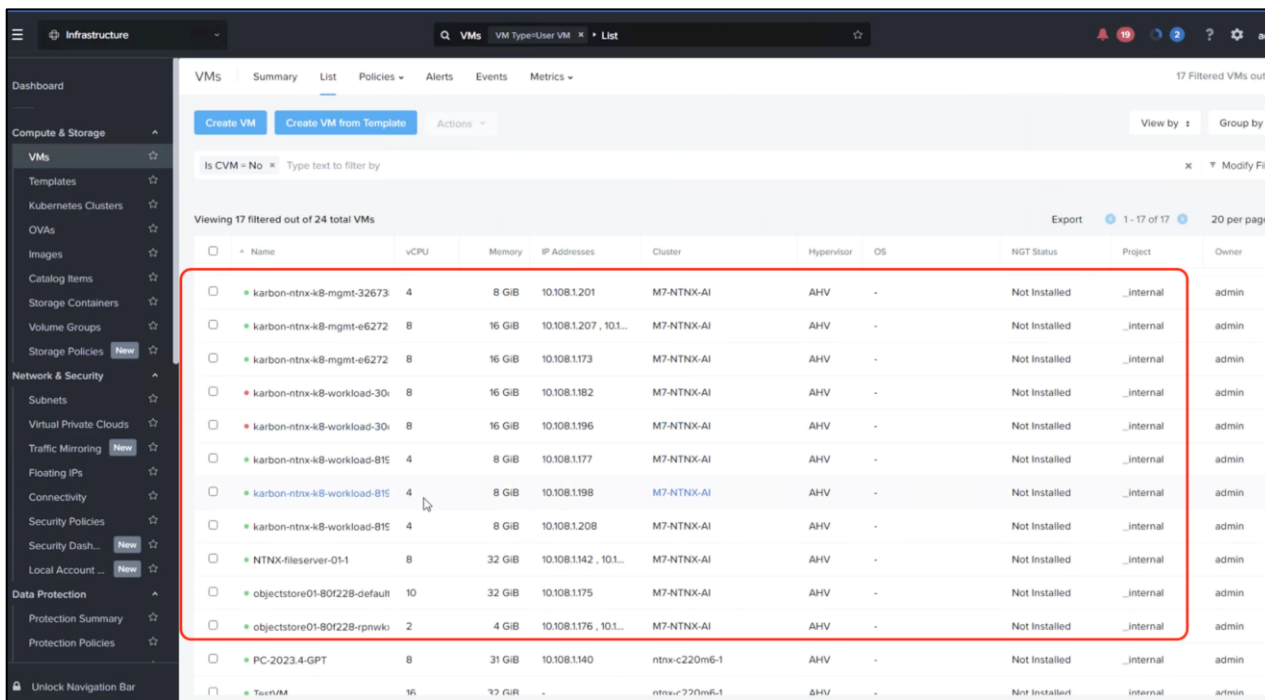 Infrastructure
VMs VM Type=User VM × List
19 2 ?
Dashboard
Compute & Storage
VMs
Templates
Kubernetes Clusters
OVAs
Images
Catalog Items
Storage Containers
Volume Groups
Storage Policies New
Network & Security
Subnets
Virtual Private Clouds
Traffic Mirroring New
Floating IPs
Connectivity
Security Policies
Security Dash... New
Local Account ... New
Data Protection
Protection Summary
Protection Policies
Unlock Navigation Bar
VMs Summary List Policies Alerts Events Metrics 17 Filtered VMs out
Create VM Create VM from Template Actions View by Group by
Is CVM = No × Type text to filter by × Modify Fi
Viewing 17 filtered out of 24 total VMs Export 1 - 17 of 17 20 per page
Name vCPU Memory IP Addresses Cluster Hypervisor OS NGT Status Project Owner
karbon-ntnx-k8-mgmt-32673 4 8 GiB 10.108.1.201 M7-NTNX-AI AHV - Not Installed _internal admin
karbon-ntnx-k8-mgmt-e6272 8 16 GiB 10.108.1.207 , 10.1... M7-NTNX-AI AHV - Not Installed _internal admin
karbon-ntnx-k8-mgmt-e6272 8 16 GiB 10.108.1.173 M7-NTNX-AI AHV - Not Installed _internal admin
karbon-ntnx-k8-workload-30 8 16 GiB 10.108.1.182 M7-NTNX-AI AHV - Not Installed _internal admin
karbon-ntnx-k8-workload-30 8 16 GiB 10.108.1.196 M7-NTNX-AI AHV - Not Installed _internal admin
karbon-ntnx-k8-workload-819 4 8 GiB 10.108.1.177 M7-NTNX-AI AHV - Not Installed _internal admin
karbon-ntnx-k8-workload-819 4 8 GiB 10.108.1.198 M7-NTNX-AI AHV - Not Installed _internal admin
karbon-ntnx-k8-workload-819 4 8 GiB 10.108.1.208 M7-NTNX-AI AHV - Not Installed _internal admin
NTNX-fileserver-01-1 8 32 GiB 10.108.1.142 , 10.1... M7-NTNX-AI AHV - Not Installed _internal admin
objectstore01-80f228-default 10 32 GiB 10.108.1.175 M7-NTNX-AI AHV - Not Installed _internal admin
objectstore01-80f228-rpnwk 2 4 GiB 10.108.1.176 , 10.1... M7-NTNX-AI AHV - Not Installed _internal admin
PC-2023.4-GPT 8 31 GiB 10.108.1.140 ntnx-c220m6-1 AHV - Not Installed _internal admin
TestVM 16 32 GiB - ntnx-c220m6-1 AHV - Not Installed _internal admin